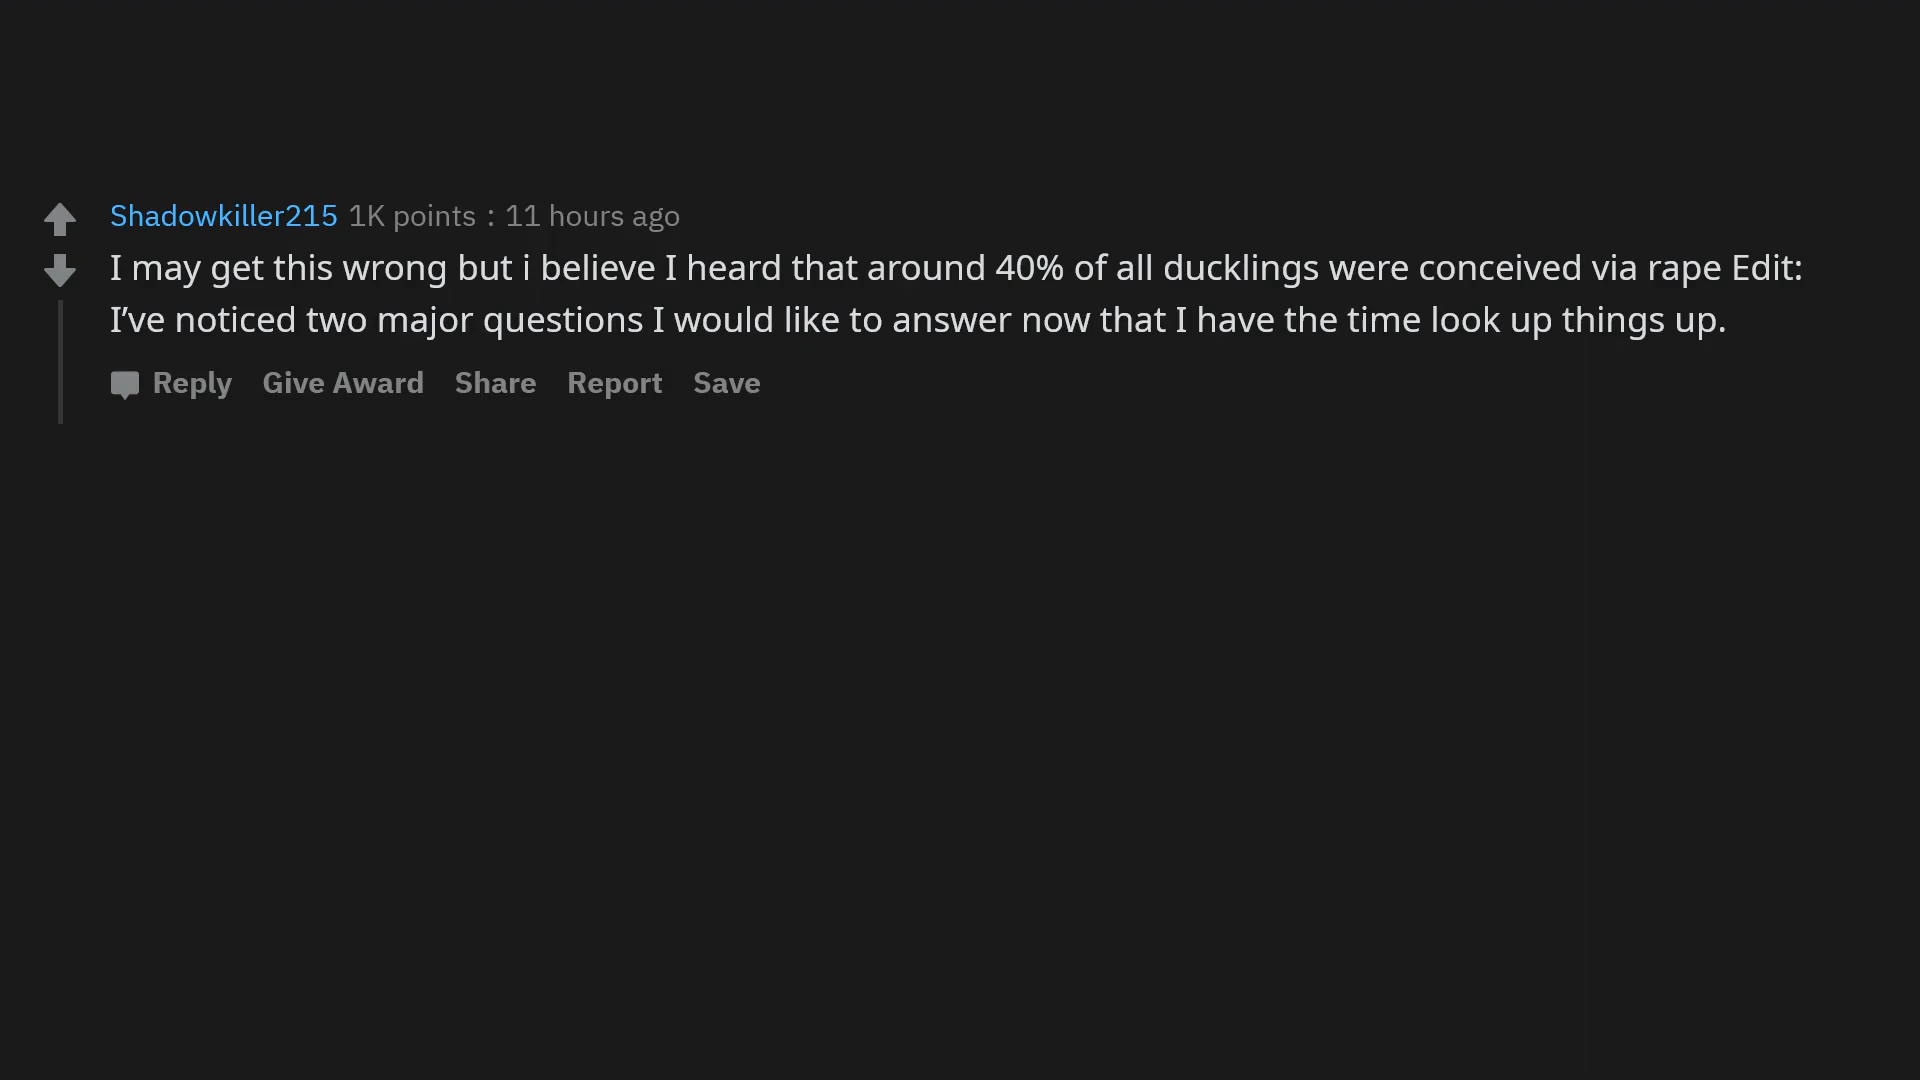 Shadowkiller215 1K points : 11 hours ago
I may get this wrong but i believe I heard that around 40% of all ducklings were conceived via rape Edit:
I’ve noticed two major questions I would like to answer now that I have the time look up things up.
Reply Give Award Share Report Save